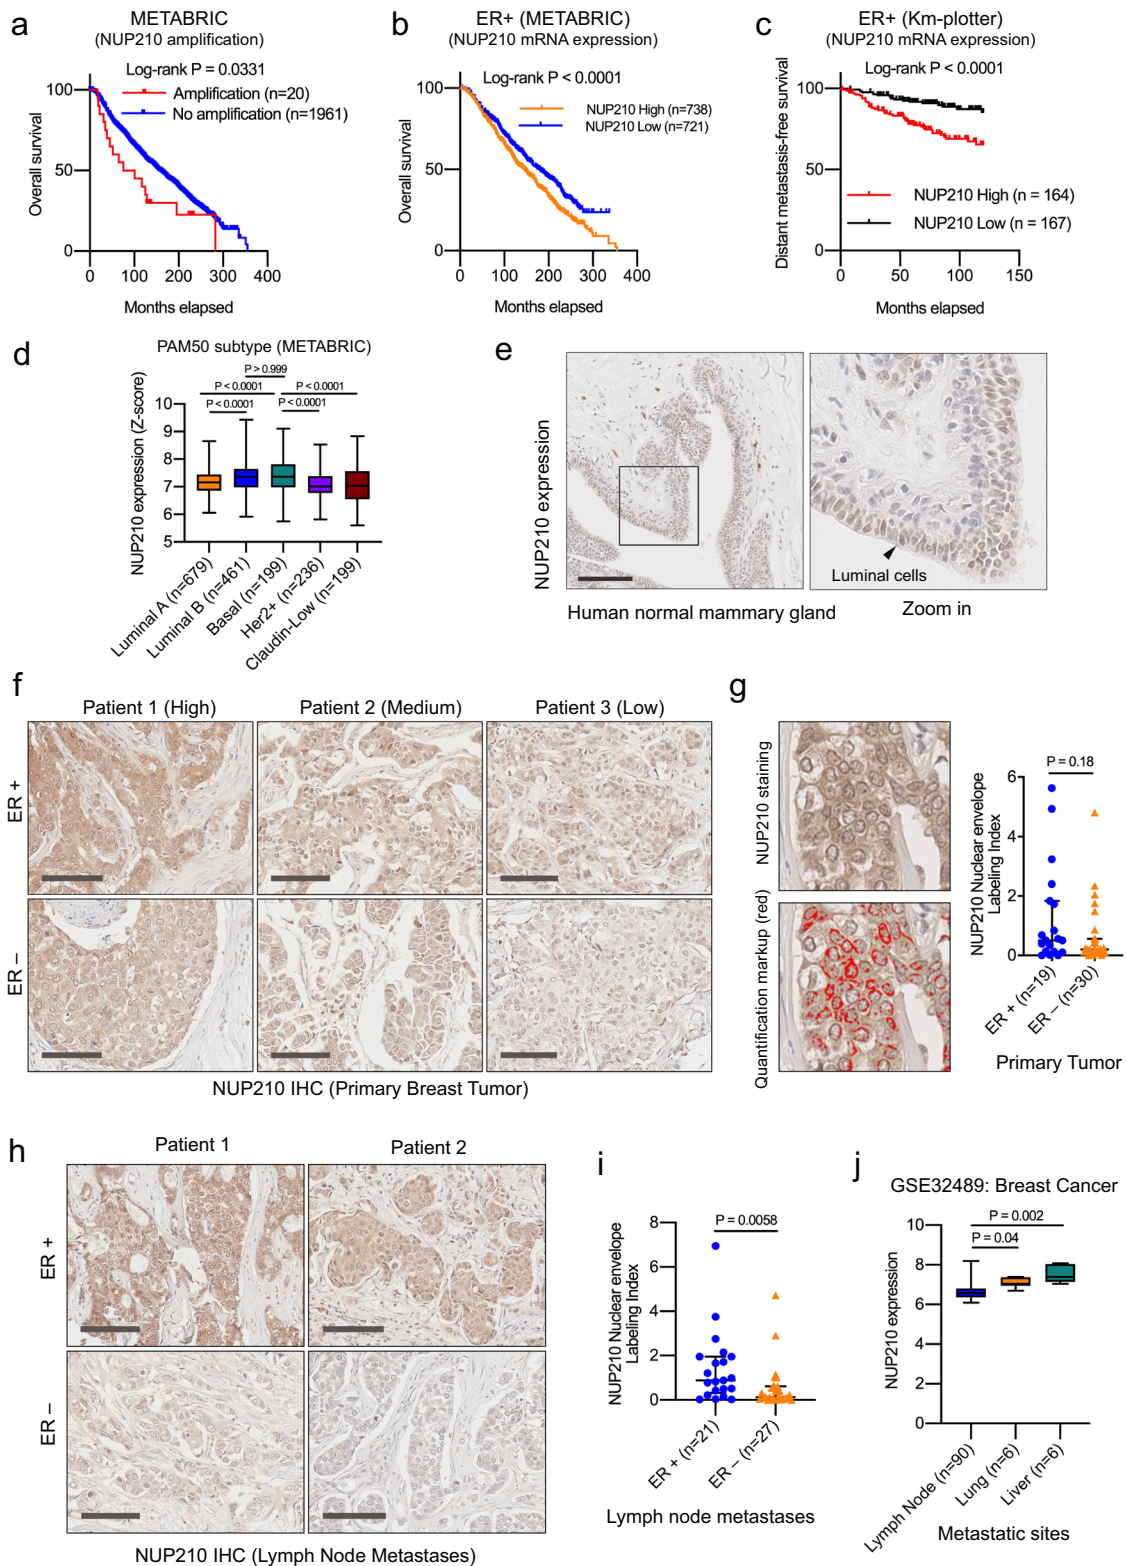 a
METABRIC
(NUP210 amplification)
Log-rank P = 0.0331
Amplification (n=20)
No amplification (n=1961)
Overall survival
100
50
0
0 100 200 300 400
Months elapsed
b
ER+ (METABRIC)
(NUP210 mRNA expression)
Log-rank P < 0.0001
NUP210 High (n=738)
NUP210 Low (n=721)
Overall survival
100
50
0
0 100 200 300 400
Months elapsed
c
ER+ (Km-plotter)
(NUP210 mRNA expression)
Log-rank P < 0.0001
Distant metastasis-free survival
100
50
0
NUP210 High (n = 164)
NUP210 Low (n = 167)
0 50 100 150
Months elapsed
d
PAM50 subtype (METABRIC)
P > 0.999
P < 0.0001 P < 0.0001
P < 0.0001 P < 0.0001
NUP210 expression (Z-score)
10
9
8
7
6
5
Luminal A (n=679)
Luminal B (n=461)
Basal (n=199)
Her2+ (n=236)
Claudin-Low (n=199)
e
NUP210 expression
Luminal cells
Human normal mammary gland
Zoom in
f
Patient 1 (High)
Patient 2 (Medium)
Patient 3 (Low)
ER +
ER –
NUP210 IHC (Primary Breast Tumor)
g
NUP210 staining
Quantification markup (red)
P = 0.18
NUP210 Nuclear envelope
Labeling Index
6
4
2
0
ER + (n=19)
ER – (n=30)
Primary Tumor
h
Patient 1
Patient 2
ER +
ER –
NUP210 IHC (Lymph Node Metastases)
i
P = 0.0058
NUP210 Nuclear envelope
Labeling Index
8
6
4
2
0
ER + (n=21)
ER – (n=27)
Lymph node metastases
j
GSE32489: Breast Cancer
P = 0.002
P = 0.04
NUP210 expression
10
8
6
4
2
0
Lymph Node (n=90)
Lung (n=6)
Liver (n=6)
Metastatic sites